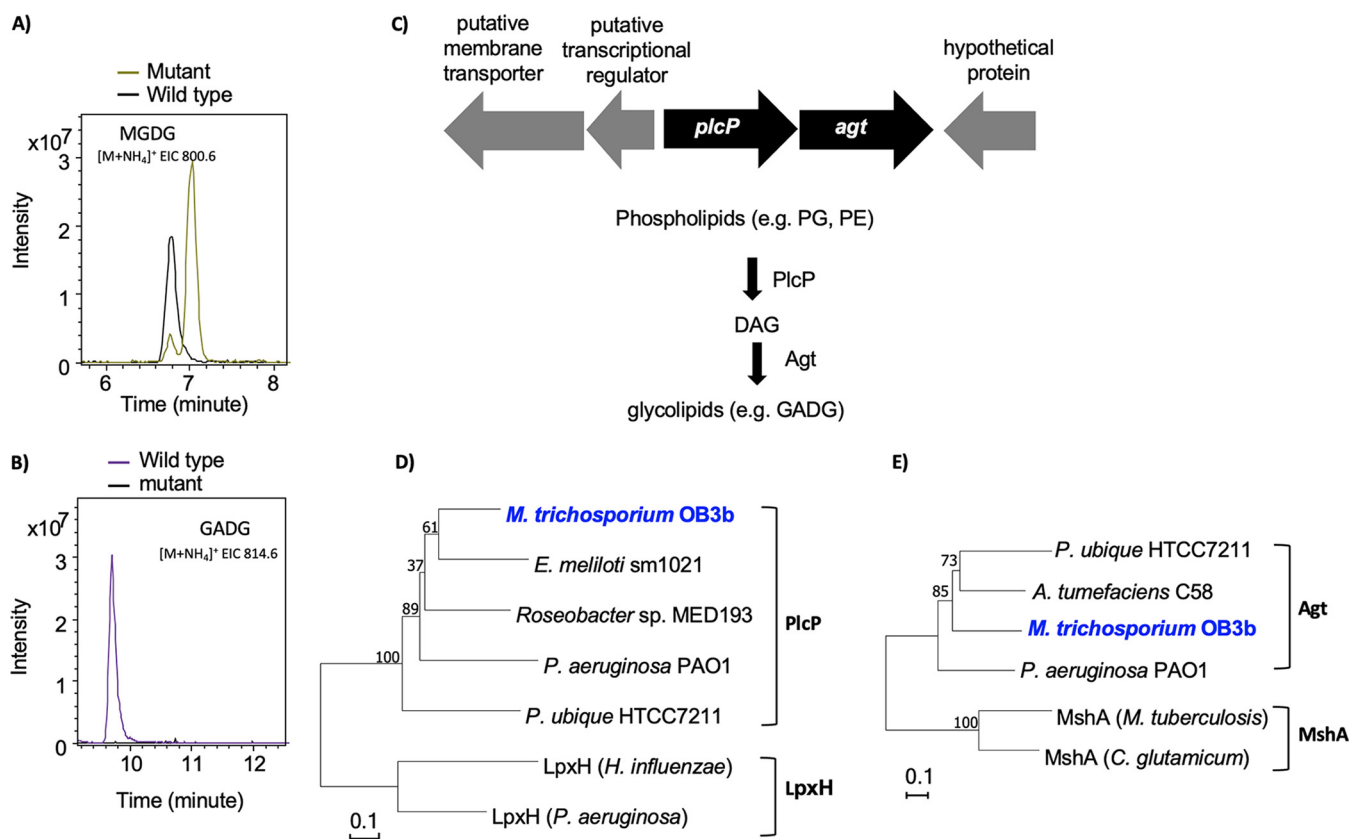 A)
Mutant
Wild type
x10⁷
MGDG
[M+NH₄]⁺ EIC 800.6
3
2
1
0
Intensity
6 7 8
Time (minute)
B)
Wild type
mutant
x10⁷
GADG
[M+NH₄]⁺ EIC 814.6
3
2
1
0
Intensity
10 11 12
Time (minute)
C)
putative
membrane
transporter
putative
transcriptional
regulator
hypothetical
protein
plcP
agt
Phospholipids (e.g. PG, PE)
PlcP
DAG
Agt
glycolipids (e.g. GADG)
D)
M. trichosporium OB3b
61
E. meliloti sm1021
37
Roseobacter sp. MED193
89
P. aeruginosa PAO1
100
P. ubique HTCC7211
PlcP
LpxH (H. influenzae)
LpxH (P. aeruginosa)
LpxH
0.1
E)
P. ubique HTCC7211
73
A. tumefaciens C58
85
M. trichosporium OB3b
P. aeruginosa PAO1
Agt
MshA (M. tuberculosis)
100
MshA (C. glutamicum)
MshA
0.1